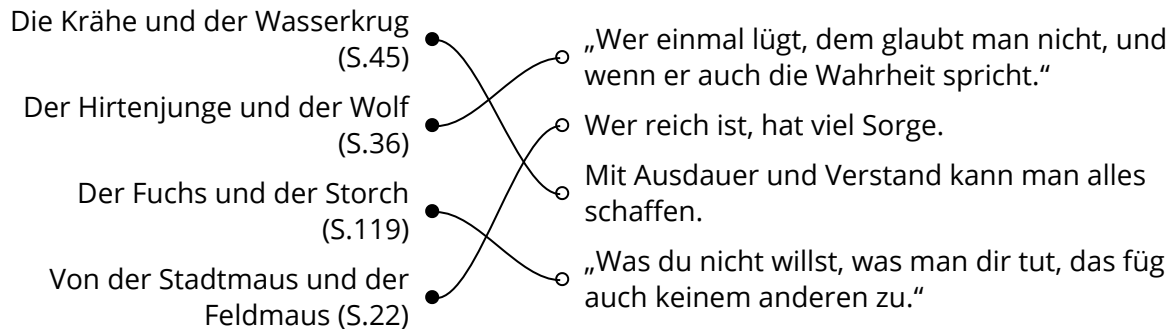 Die Krähe und der Wasserkrug
(S.45)
Der Hirtenjunge und der Wolf
(S.36)
Der Fuchs und der Storch
(S.119)
Von der Stadtmaus und der
Feldmaus (S.22)
„Wer einmal lügt, dem glaubt man nicht, und
wenn er auch die Wahrheit spricht.“
Wer reich ist, hat viel Sorge.
Mit Ausdauer und Verstand kann man alles
schaffen.
„Was du nicht willst, was man dir tut, das füg
auch keinem anderen zu.“